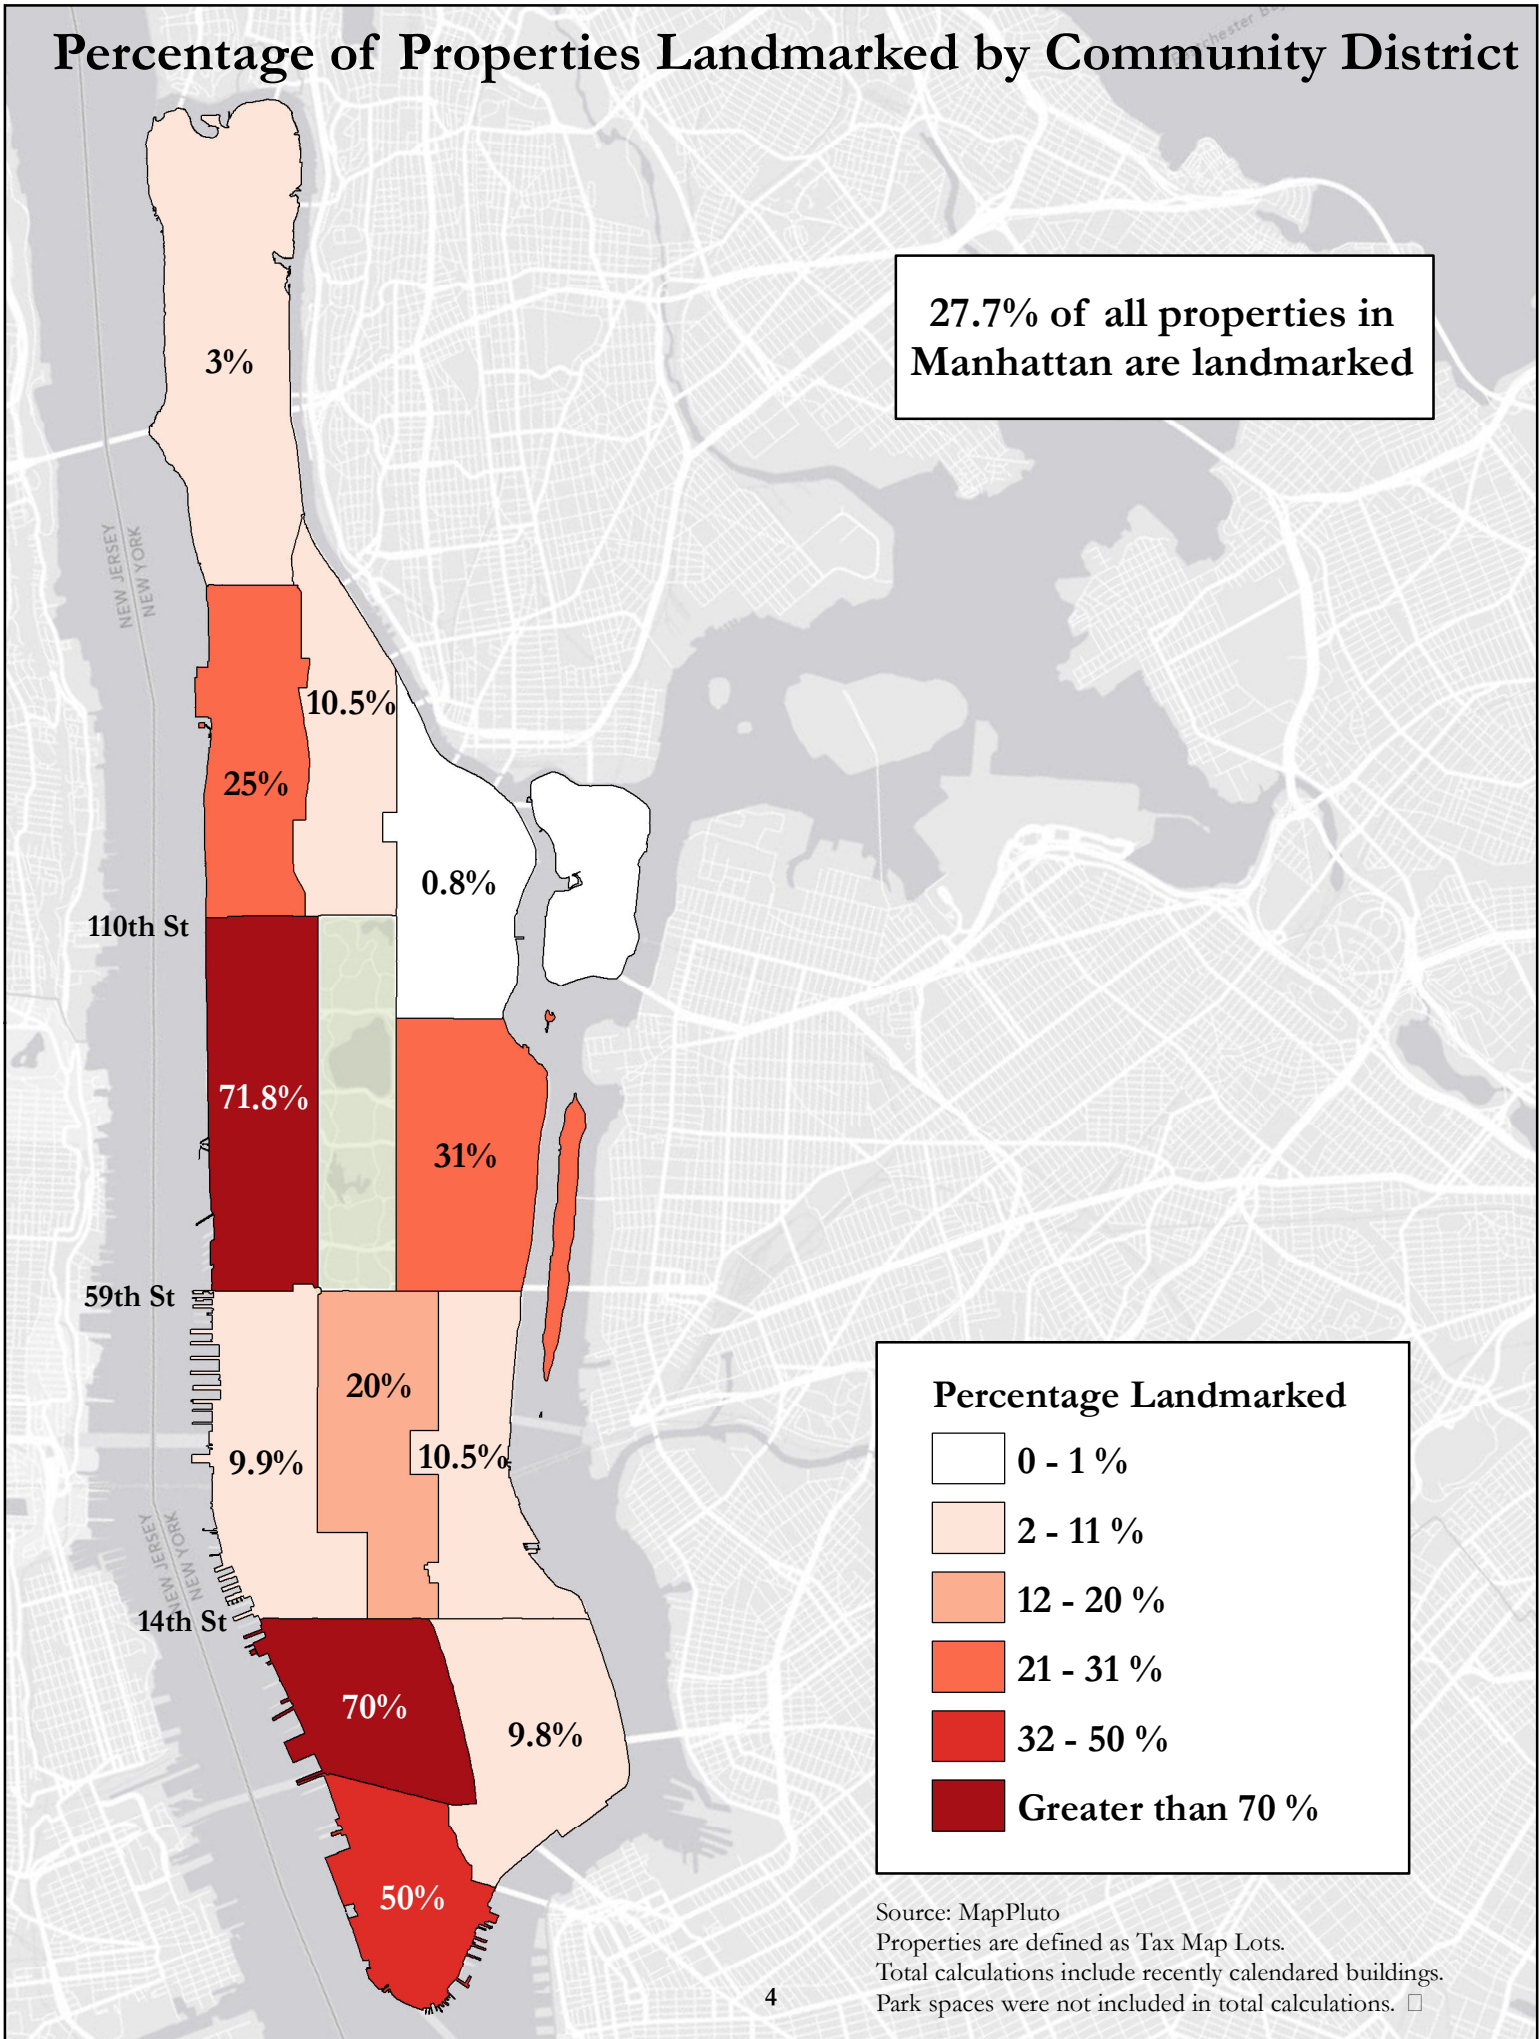 Percentage of Properties Landmarked by Community District
27.7% of all properties in
Manhattan are landmarked
3%
NEW JERSEY
NEW YORK
10.5%
25%
0.8%
110th St
71.8%
31%
59th St
20%
9.9%
10.5%
NEW JERSEY
NEW YORK
14th St
70%
9.8%
50%
Percentage Landmarked
0 - 1 %
2 - 11 %
12 - 20 %
21 - 31 %
32 - 50 %
Greater than 70 %
Source: MapPluto
Properties are defined as Tax Map Lots.
Total calculations include recently calendared buildings.
Park spaces were not included in total calculations.
4